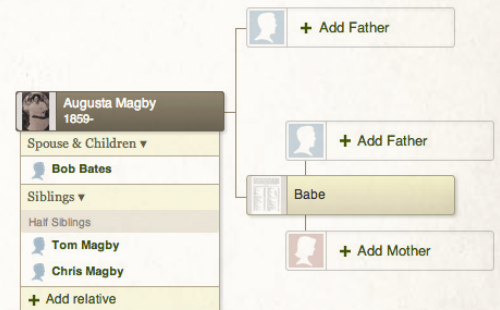 + Add Father
Augusta Magby
1859-
Spouse & Children ▾
Bob Bates
Siblings ▾
Half Siblings
Tom Magby
Chris Magby
+ Add relative
+ Add Father
Babe
+ Add Mother